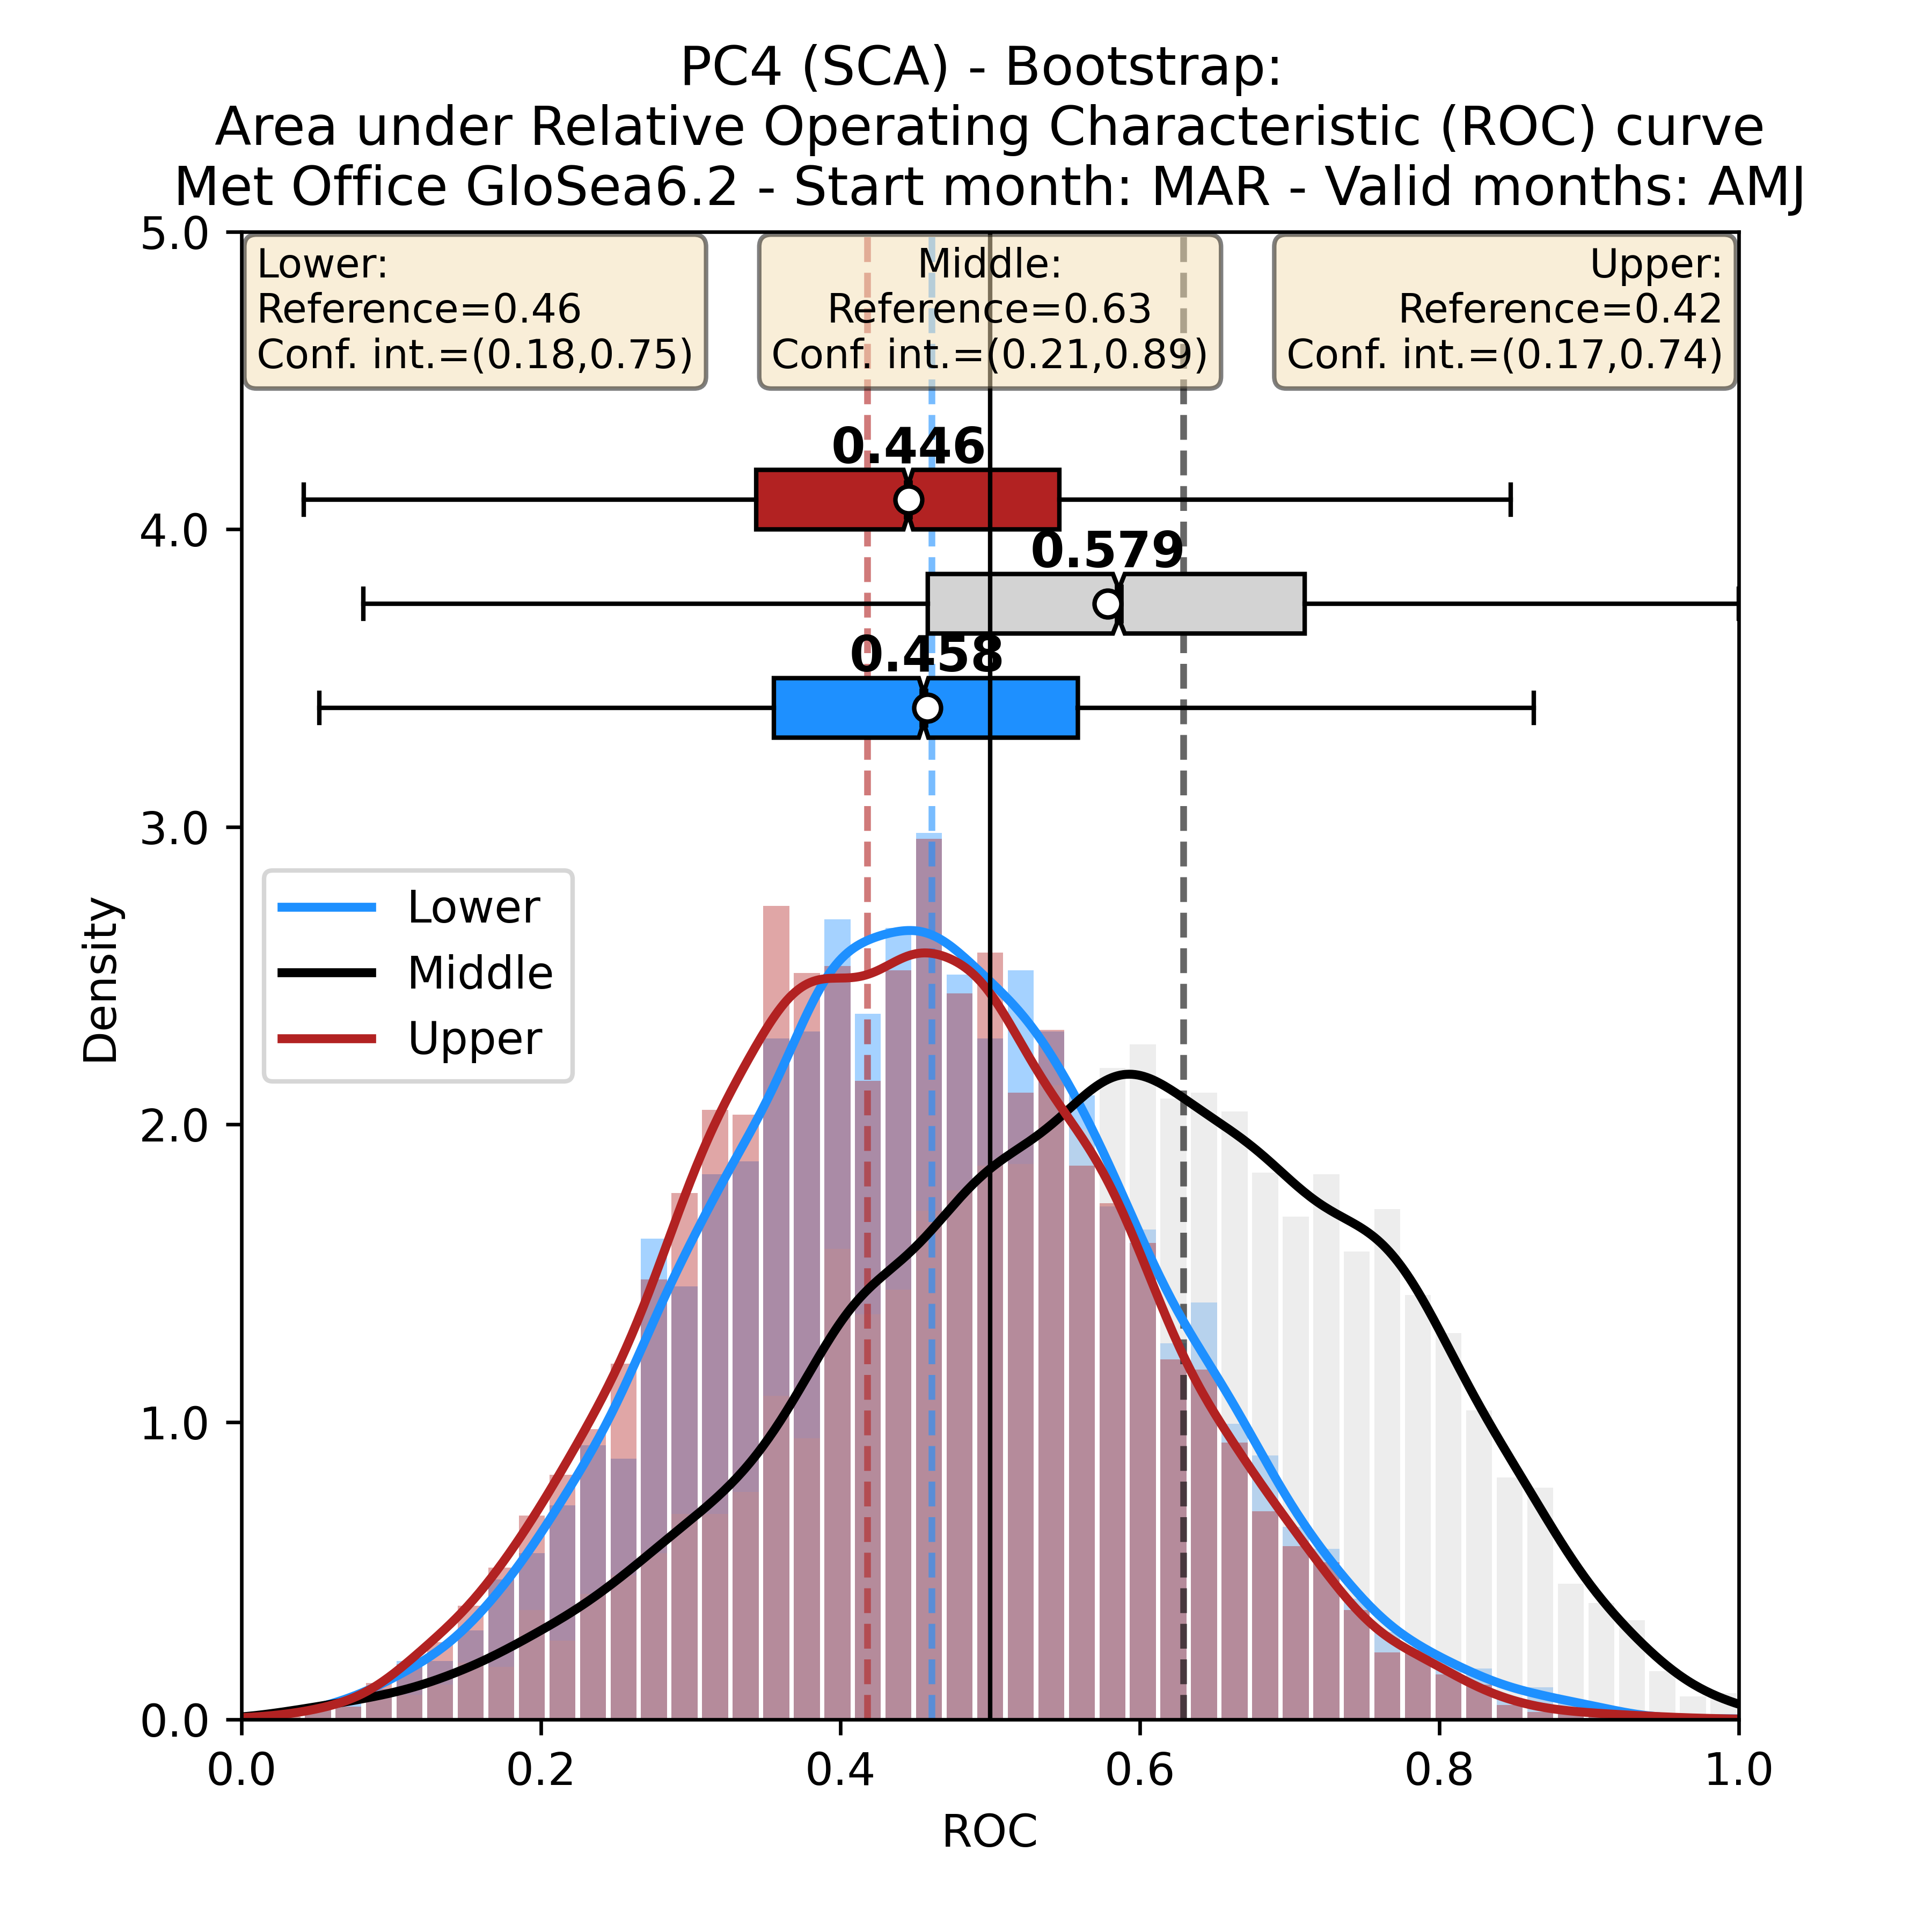 PC4 (SCA) - Bootstrap:
Area under Relative Operating Characteristic (ROC) curve
Met Office GloSea6.2 - Start month: MAR - Valid months: AMJ
Lower:
Reference=0.46
Conf. int.=(0.18,0.75)
Middle:
Reference=0.63
Conf. int.=(0.21,0.89)
Upper:
Reference=0.42
Conf. int.=(0.17,0.74)
0.446
0.579
0.458
Lower
Middle
Upper
Density
5.0
4.0
3.0
2.0
1.0
0.0
0.0 0.2 0.4 0.6 0.8 1.0
ROC